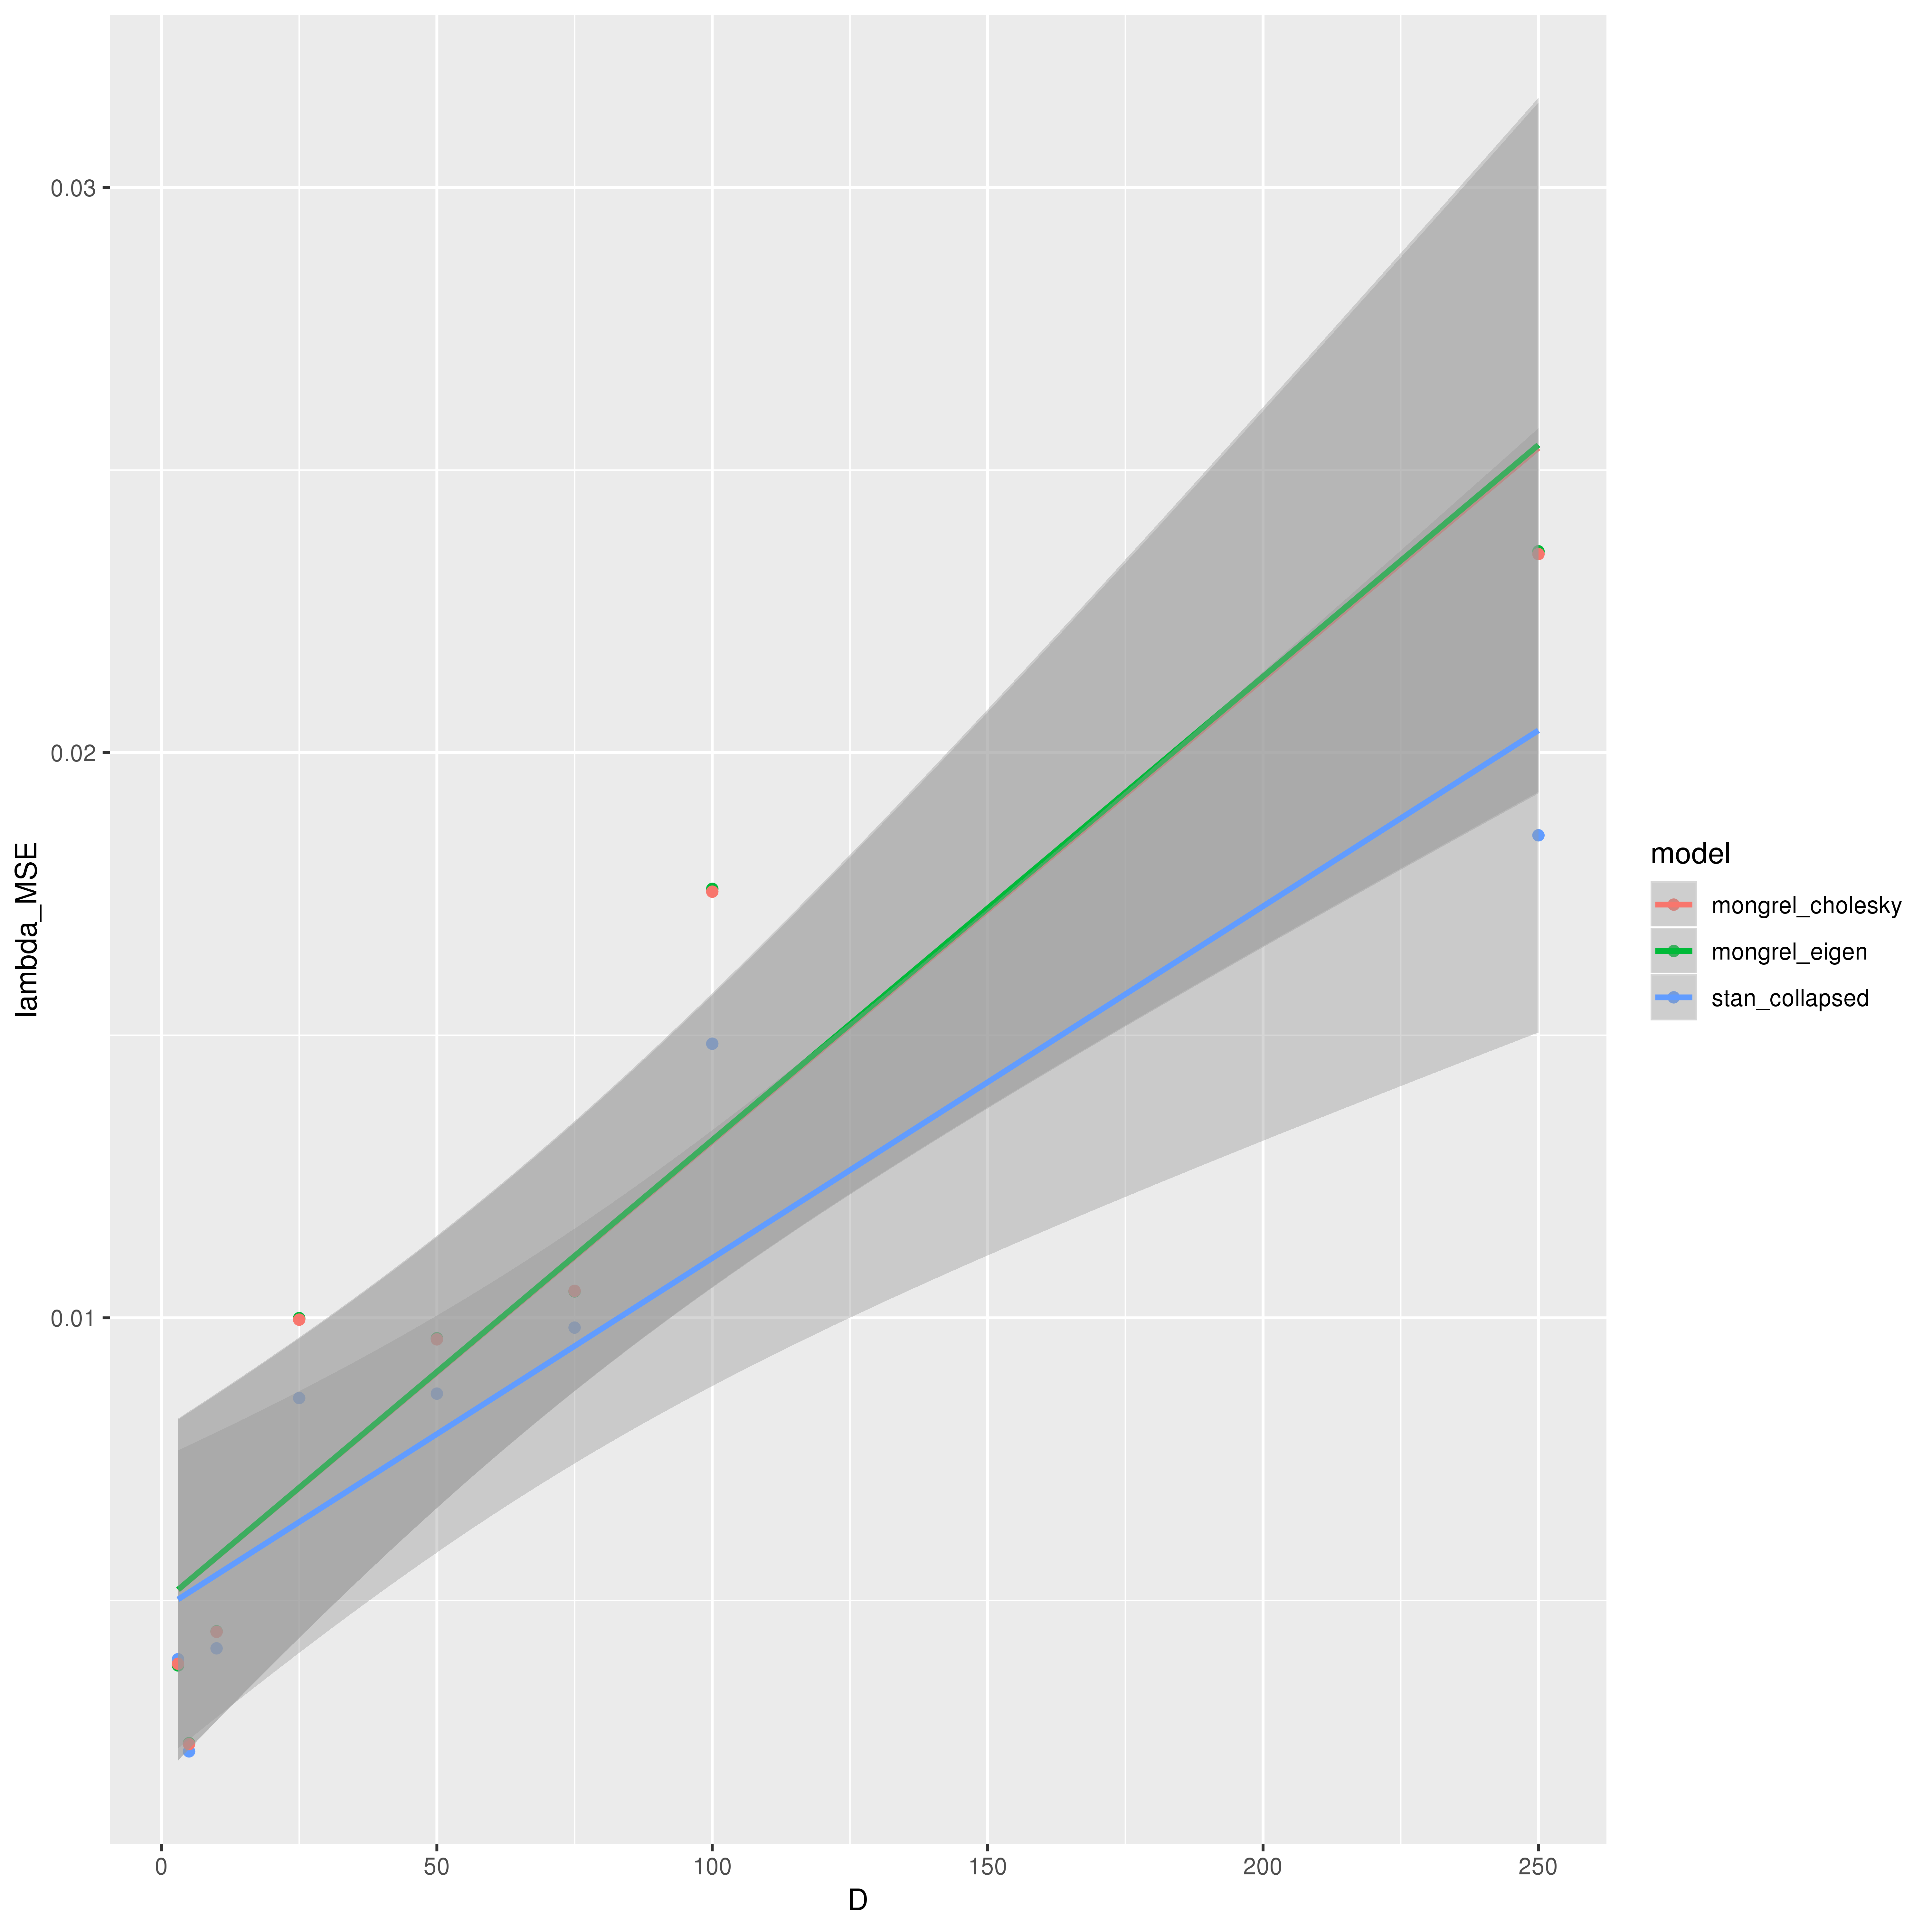 lambda_MSE
0.03
0.02
0.01
0
50
100
150
200
250
D
model
mongrel_cholesky
mongrel_eigen
stan_collapsed